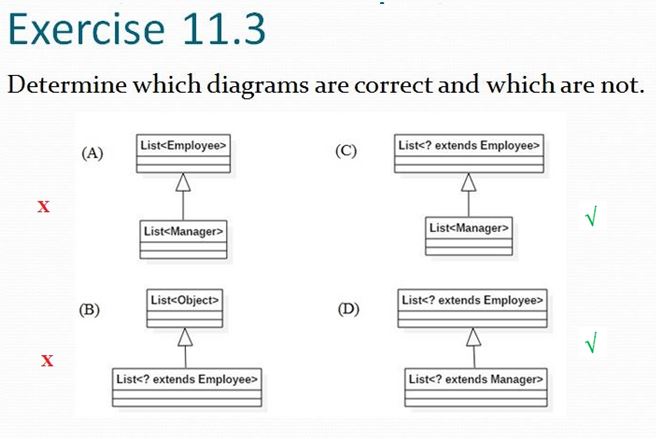 Exercise 11.3
Determine which diagrams are correct and which are not.
(A)
List<Employee>
List<Manager>
X
(C)
List<? extends Employee>
List<Manager>
√
(B)
List<Object>
List<? extends Employee>
X
(D)
List<? extends Employee>
List<? extends Manager>
√